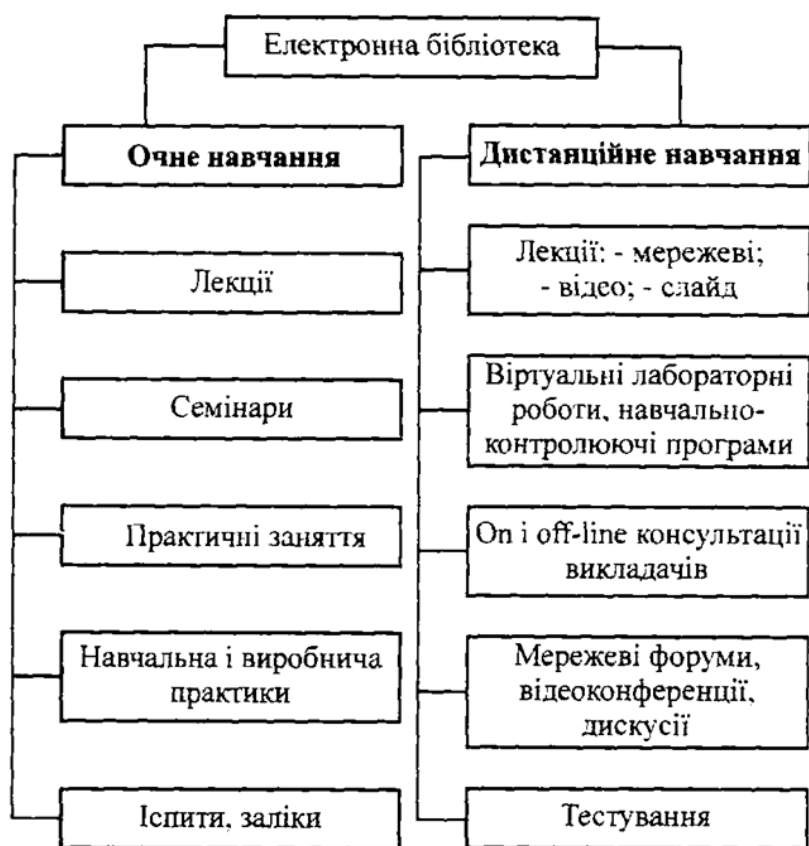 Електронна бібліотека
Очне навчання
Лекції
Семінари
Практичні заняття
Навчальна і виробнича
практики
Іспити, заліки
Дистанційне навчання
Лекції: - мережеві;
- відео; - слайд
Віртуальні лабораторні
роботи, навчально-
контролюючі програми
On і off-line консультації
викладачів
Мережеві форуми,
відеоконференції,
дискусії
Тестування